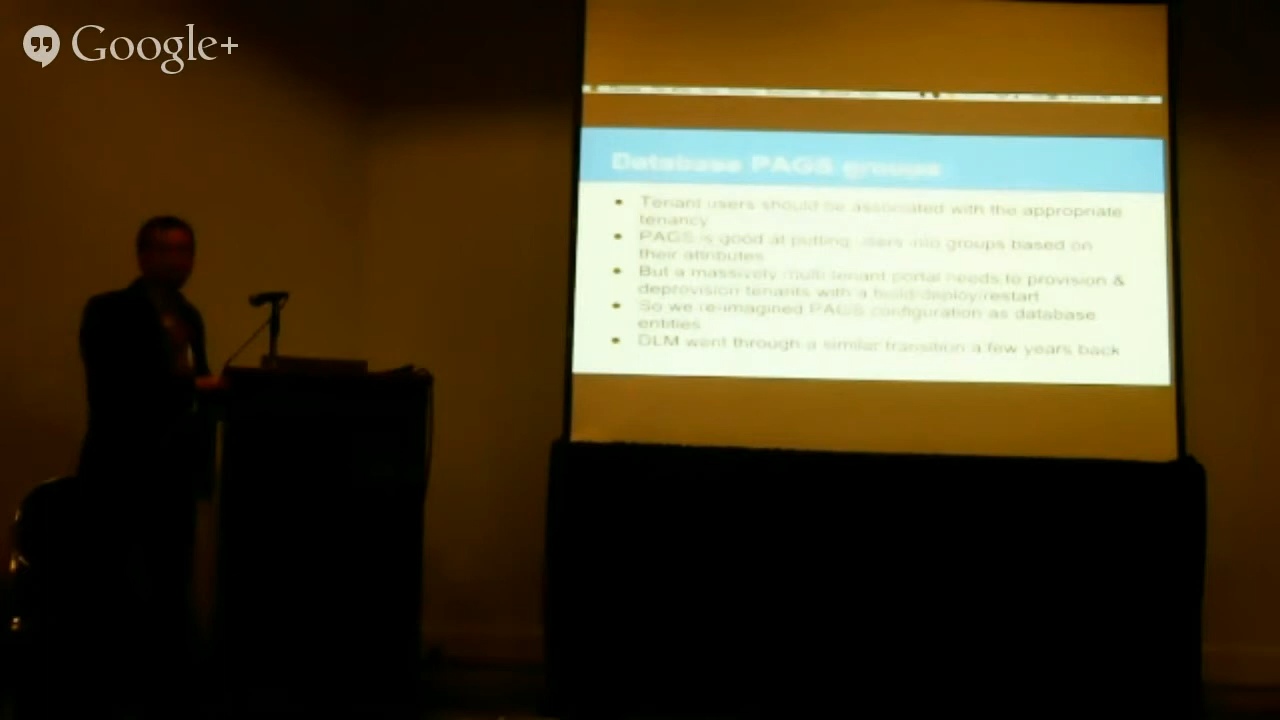 Google+
Database PAGS groups
• Tenant users should be associated with the appropriate
tenancy
• PAGS is good at putting users into groups based on
their attributes
• But a massively multi-tenant portal needs to provision &
deprovision tenants with a build/deploy/restart
• So we re-imagined PAGS configuration as database
entities
• DLM went through a similar transition a few years back